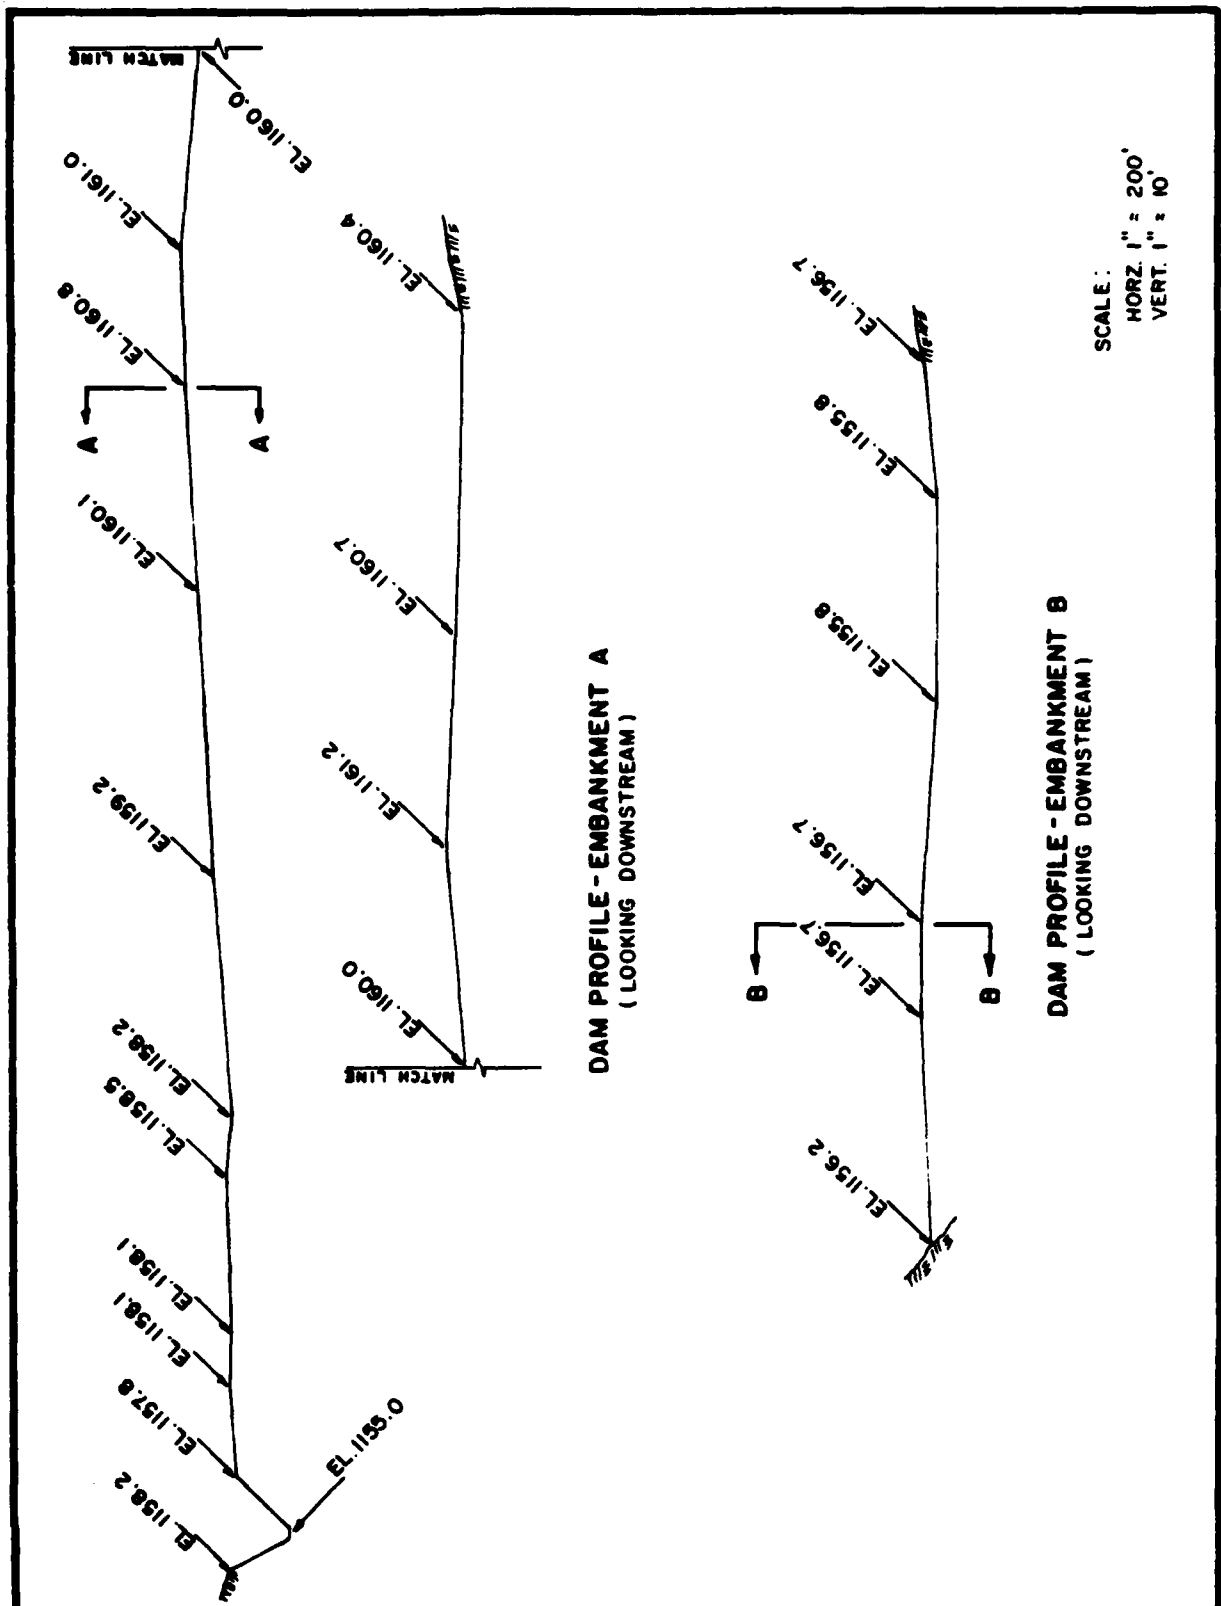 EL. 1158.2
EL. 1155.0
EL. 1157.8
EL. 1158.1
EL. 1158.1
EL. 1158.5
EL. 1158.2
EL. 1159.2
EL. 1160.1
A
A
EL. 1160.8
EL. 1161.0
EL. 1160.0
MATCH LINE
MATCH LINE
EL. 1160.0
EL. 1161.2
EL. 1160.7
EL. 1160.4
DAM PROFILE - EMBANKMENT A
( LOOKING DOWNSTREAM )
EL. 1156.2
B
B
EL. 1156.7
EL. 1156.7
EL. 1155.8
EL. 1155.8
EL. 1156.7
DAM PROFILE - EMBANKMENT B
( LOOKING DOWNSTREAM )
SCALE :
HORZ. 1" = 200'
VERT. 1" = 10'